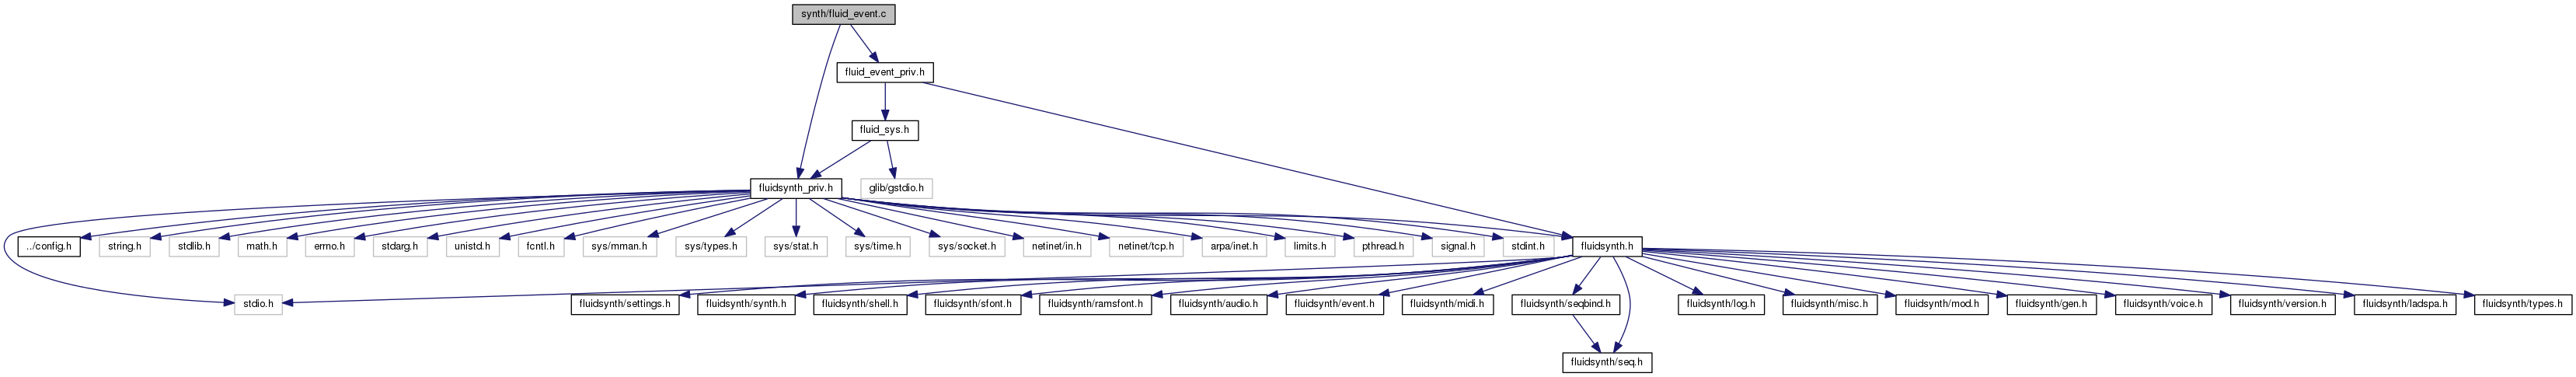 synth/fluid_event.c
fluid_event_priv.h
fluid_sys.h
fluidsynth_priv.h
glib/gstdio.h
../config.h
string.h
stdlib.h
math.h
errno.h
stdarg.h
unistd.h
fcntl.h
sys/mman.h
sys/types.h
sys/stat.h
sys/time.h
sys/socket.h
netinet/in.h
netinet/tcp.h
arpa/inet.h
limits.h
pthread.h
signal.h
stdint.h
fluidsynth.h
stdio.h
fluidsynth/settings.h
fluidsynth/synth.h
fluidsynth/shell.h
fluidsynth/sfont.h
fluidsynth/ramsfont.h
fluidsynth/audio.h
fluidsynth/event.h
fluidsynth/midi.h
fluidsynth/seqbind.h
fluidsynth/log.h
fluidsynth/misc.h
fluidsynth/mod.h
fluidsynth/gen.h
fluidsynth/voice.h
fluidsynth/version.h
fluidsynth/ladspa.h
fluidsynth/types.h
fluidsynth/seq.h